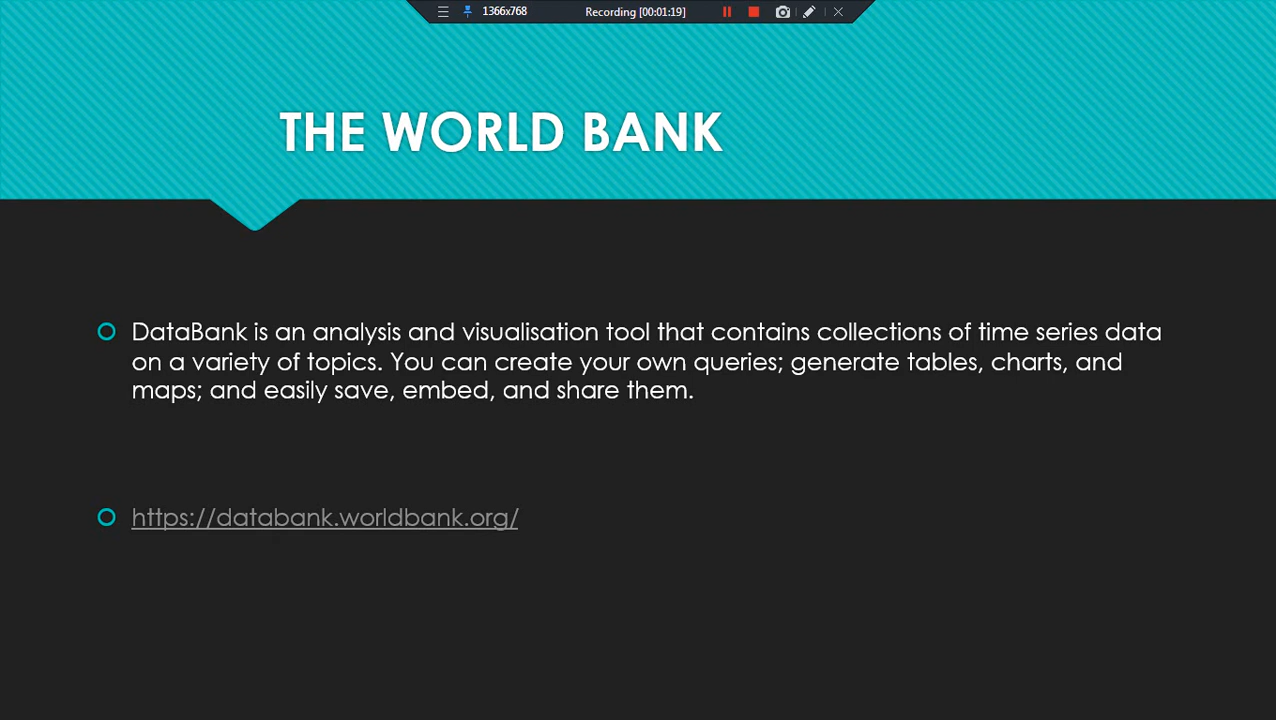 1366x768 Recording [00:01:19]
THE WORLD BANK
DataBank is an analysis and visualisation tool that contains collections of time series data
on a variety of topics. You can create your own queries; generate tables, charts, and
maps; and easily save, embed, and share them.
https://databank.worldbank.org/